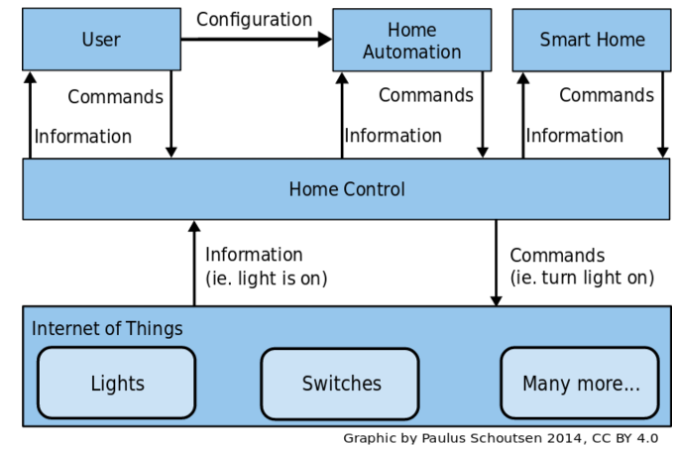 User
Configuration
Home
Automation
Smart Home
Commands
Information
Commands
Information
Commands
Information
Home Control
Information
(ie. light is on)
Commands
(ie. turn light on)
Internet of Things
Lights
Switches
Many more...
Graphic by Paulus Schoutsen 2014, CC BY 4.0